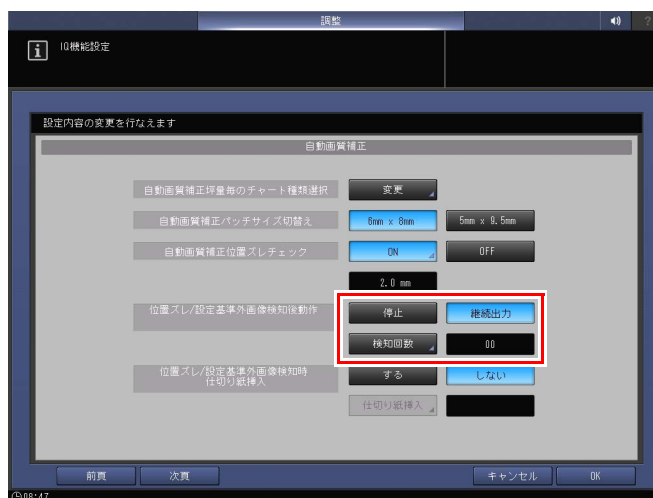 調整
?
i IQ機能設定
設定内容の変更を行なえます
自動画質補正
自動画質補正坪量毎のチャート種類選択 変更
自動画質補正パッチサイズ切替え 6mm x 8mm 5mm x 9.5mm
自動画質補正位置ズレチェック ON OFF
2.0 mm
位置ズレ/設定基準外画像検知後動作 停止 継続出力
検知回数 00
位置ズレ/設定基準外画像検知時 する しない
仕切り紙挿入
仕切り紙挿入
前頁 次頁 キャンセル OK
08:47